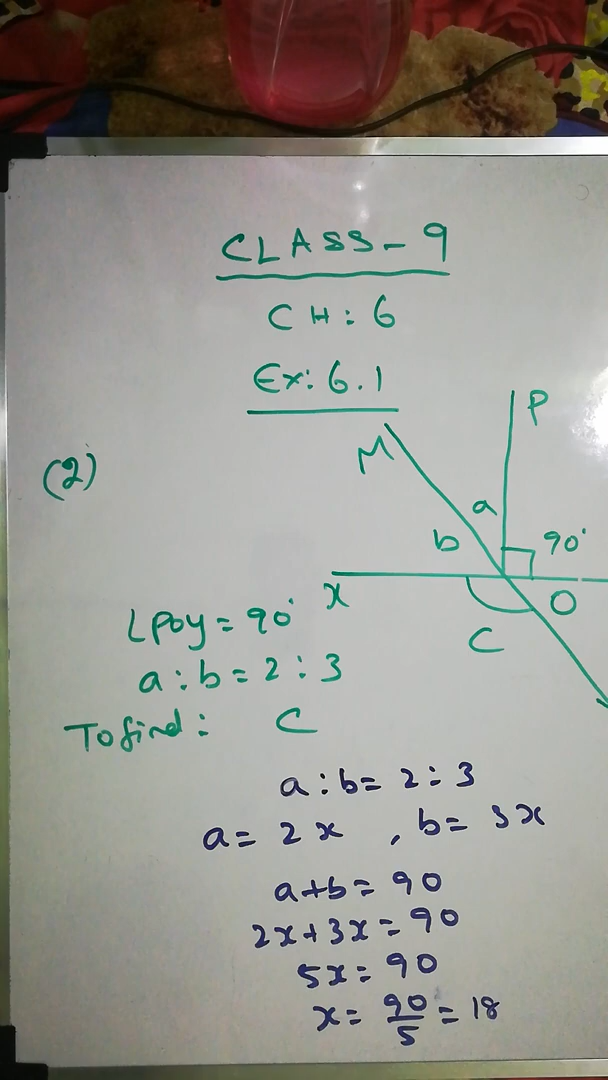 CLASS - 9
CH: 6
Ex: 6.1
(2)
P
M
a
b
90°
x
O
C
LPoy = 90°
a : b = 2 : 3
To find : C
a : b = 2 : 3
a = 2x , b = 3x
a+b = 90
2x+3x = 90
5x = 90
x = 90/5 = 18